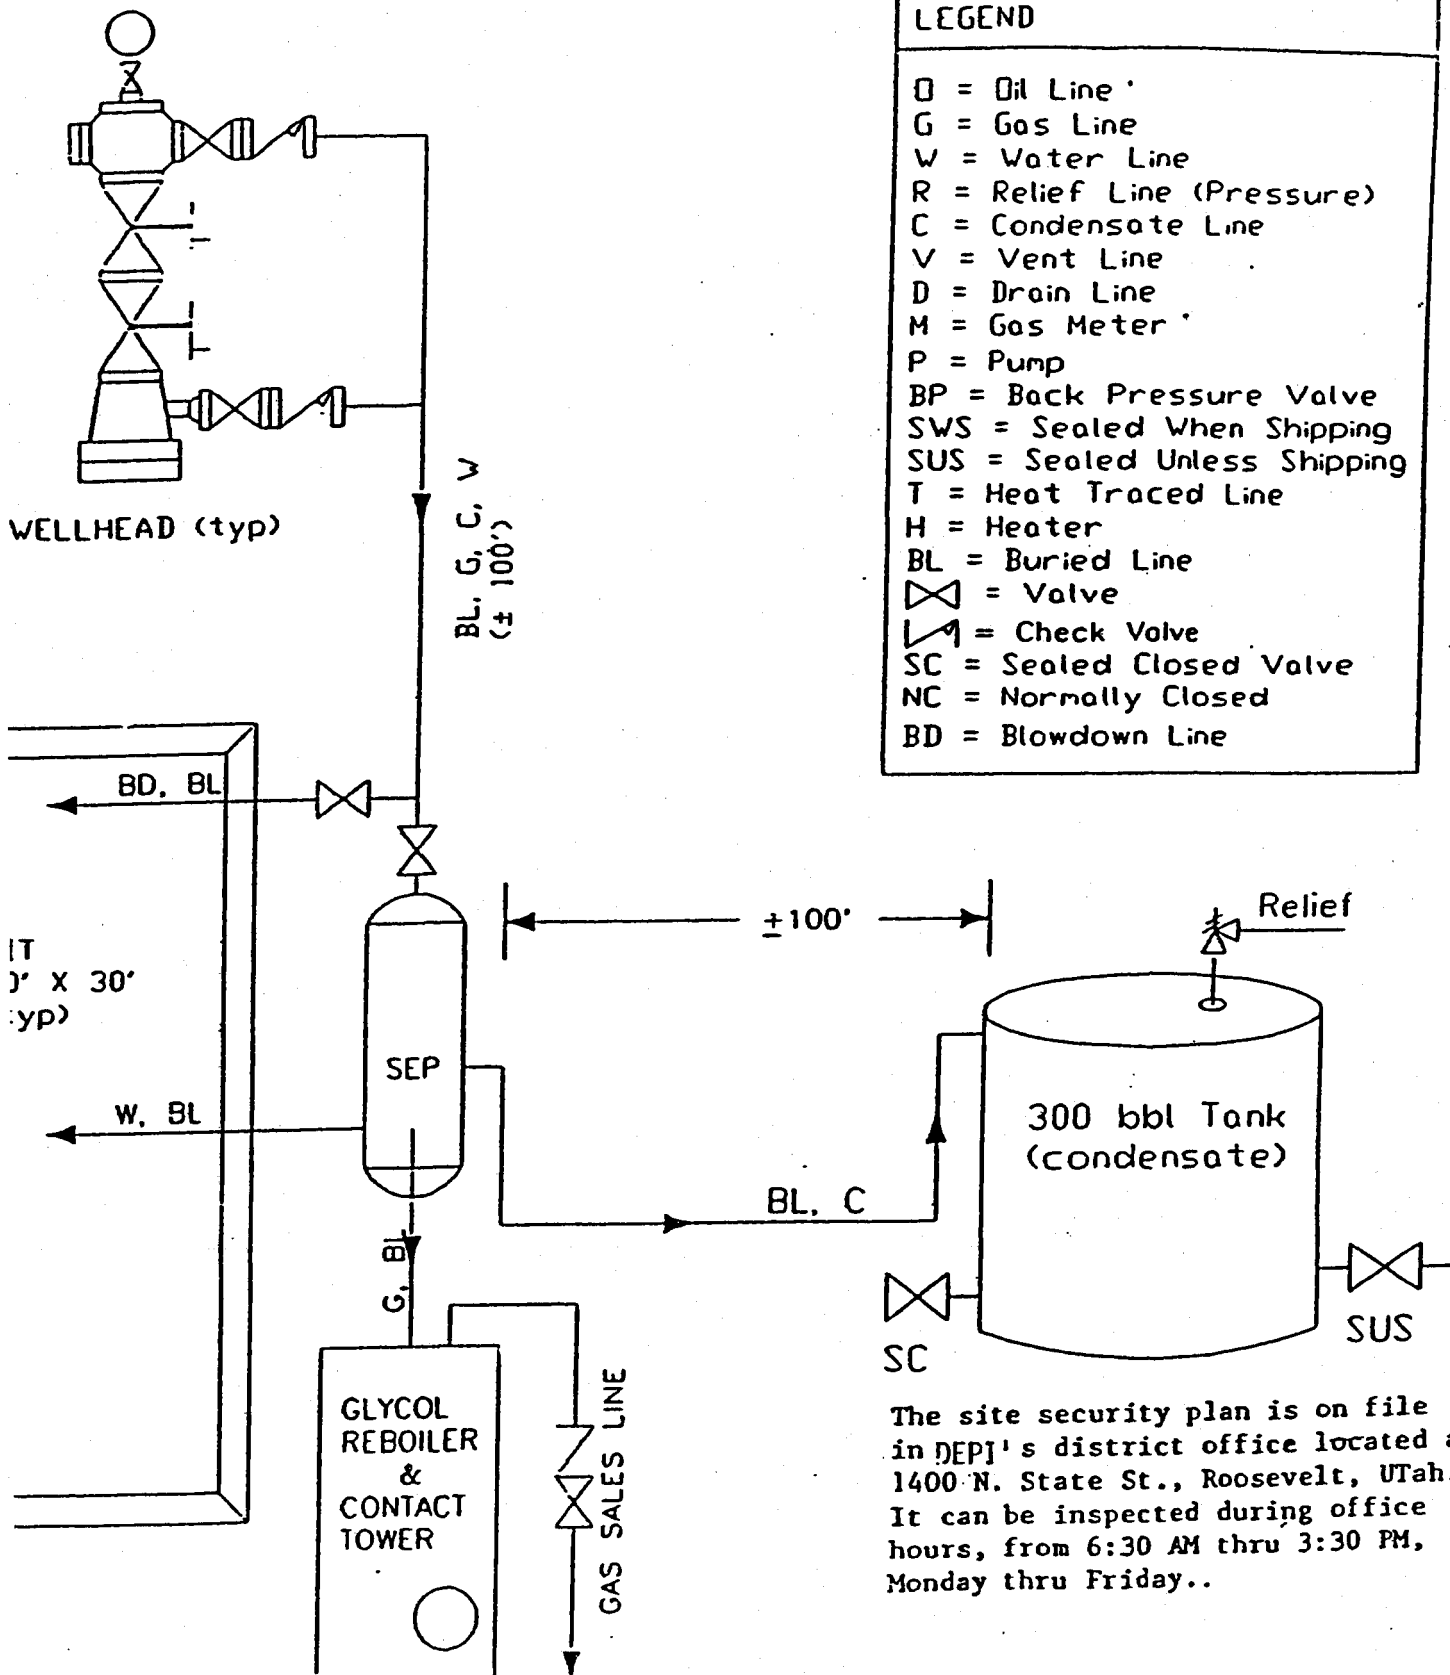 LEGEND
O = Oil Line
G = Gas Line
W = Water Line
R = Relief Line (Pressure)
C = Condensate Line
V = Vent Line
D = Drain Line
M = Gas Meter
P = Pump
BP = Back Pressure Valve
SWS = Sealed When Shipping
SUS = Sealed Unless Shipping
T = Heat Traced Line
H = Heater
BL = Buried Line
= Valve
= Check Valve
SC = Sealed Closed Valve
NC = Normally Closed
BD = Blowdown Line
WELLHEAD (typ)
BL, G, C, W
(± 100')
BD, BL
±100'
Relief
IT
0' X 30'
typ)
SEP
W, BL
300 bbl Tank
(condensate)
BL, C
G, BL
SC
SUS
GLYCOL
REBOILER
&
CONTACT
TOWER
GAS SALES LINE
The site security plan is on file
in DEPI's district office located a
1400 N. State St., Roosevelt, UTah.
It can be inspected during office
hours, from 6:30 AM thru 3:30 PM,
Monday thru Friday..